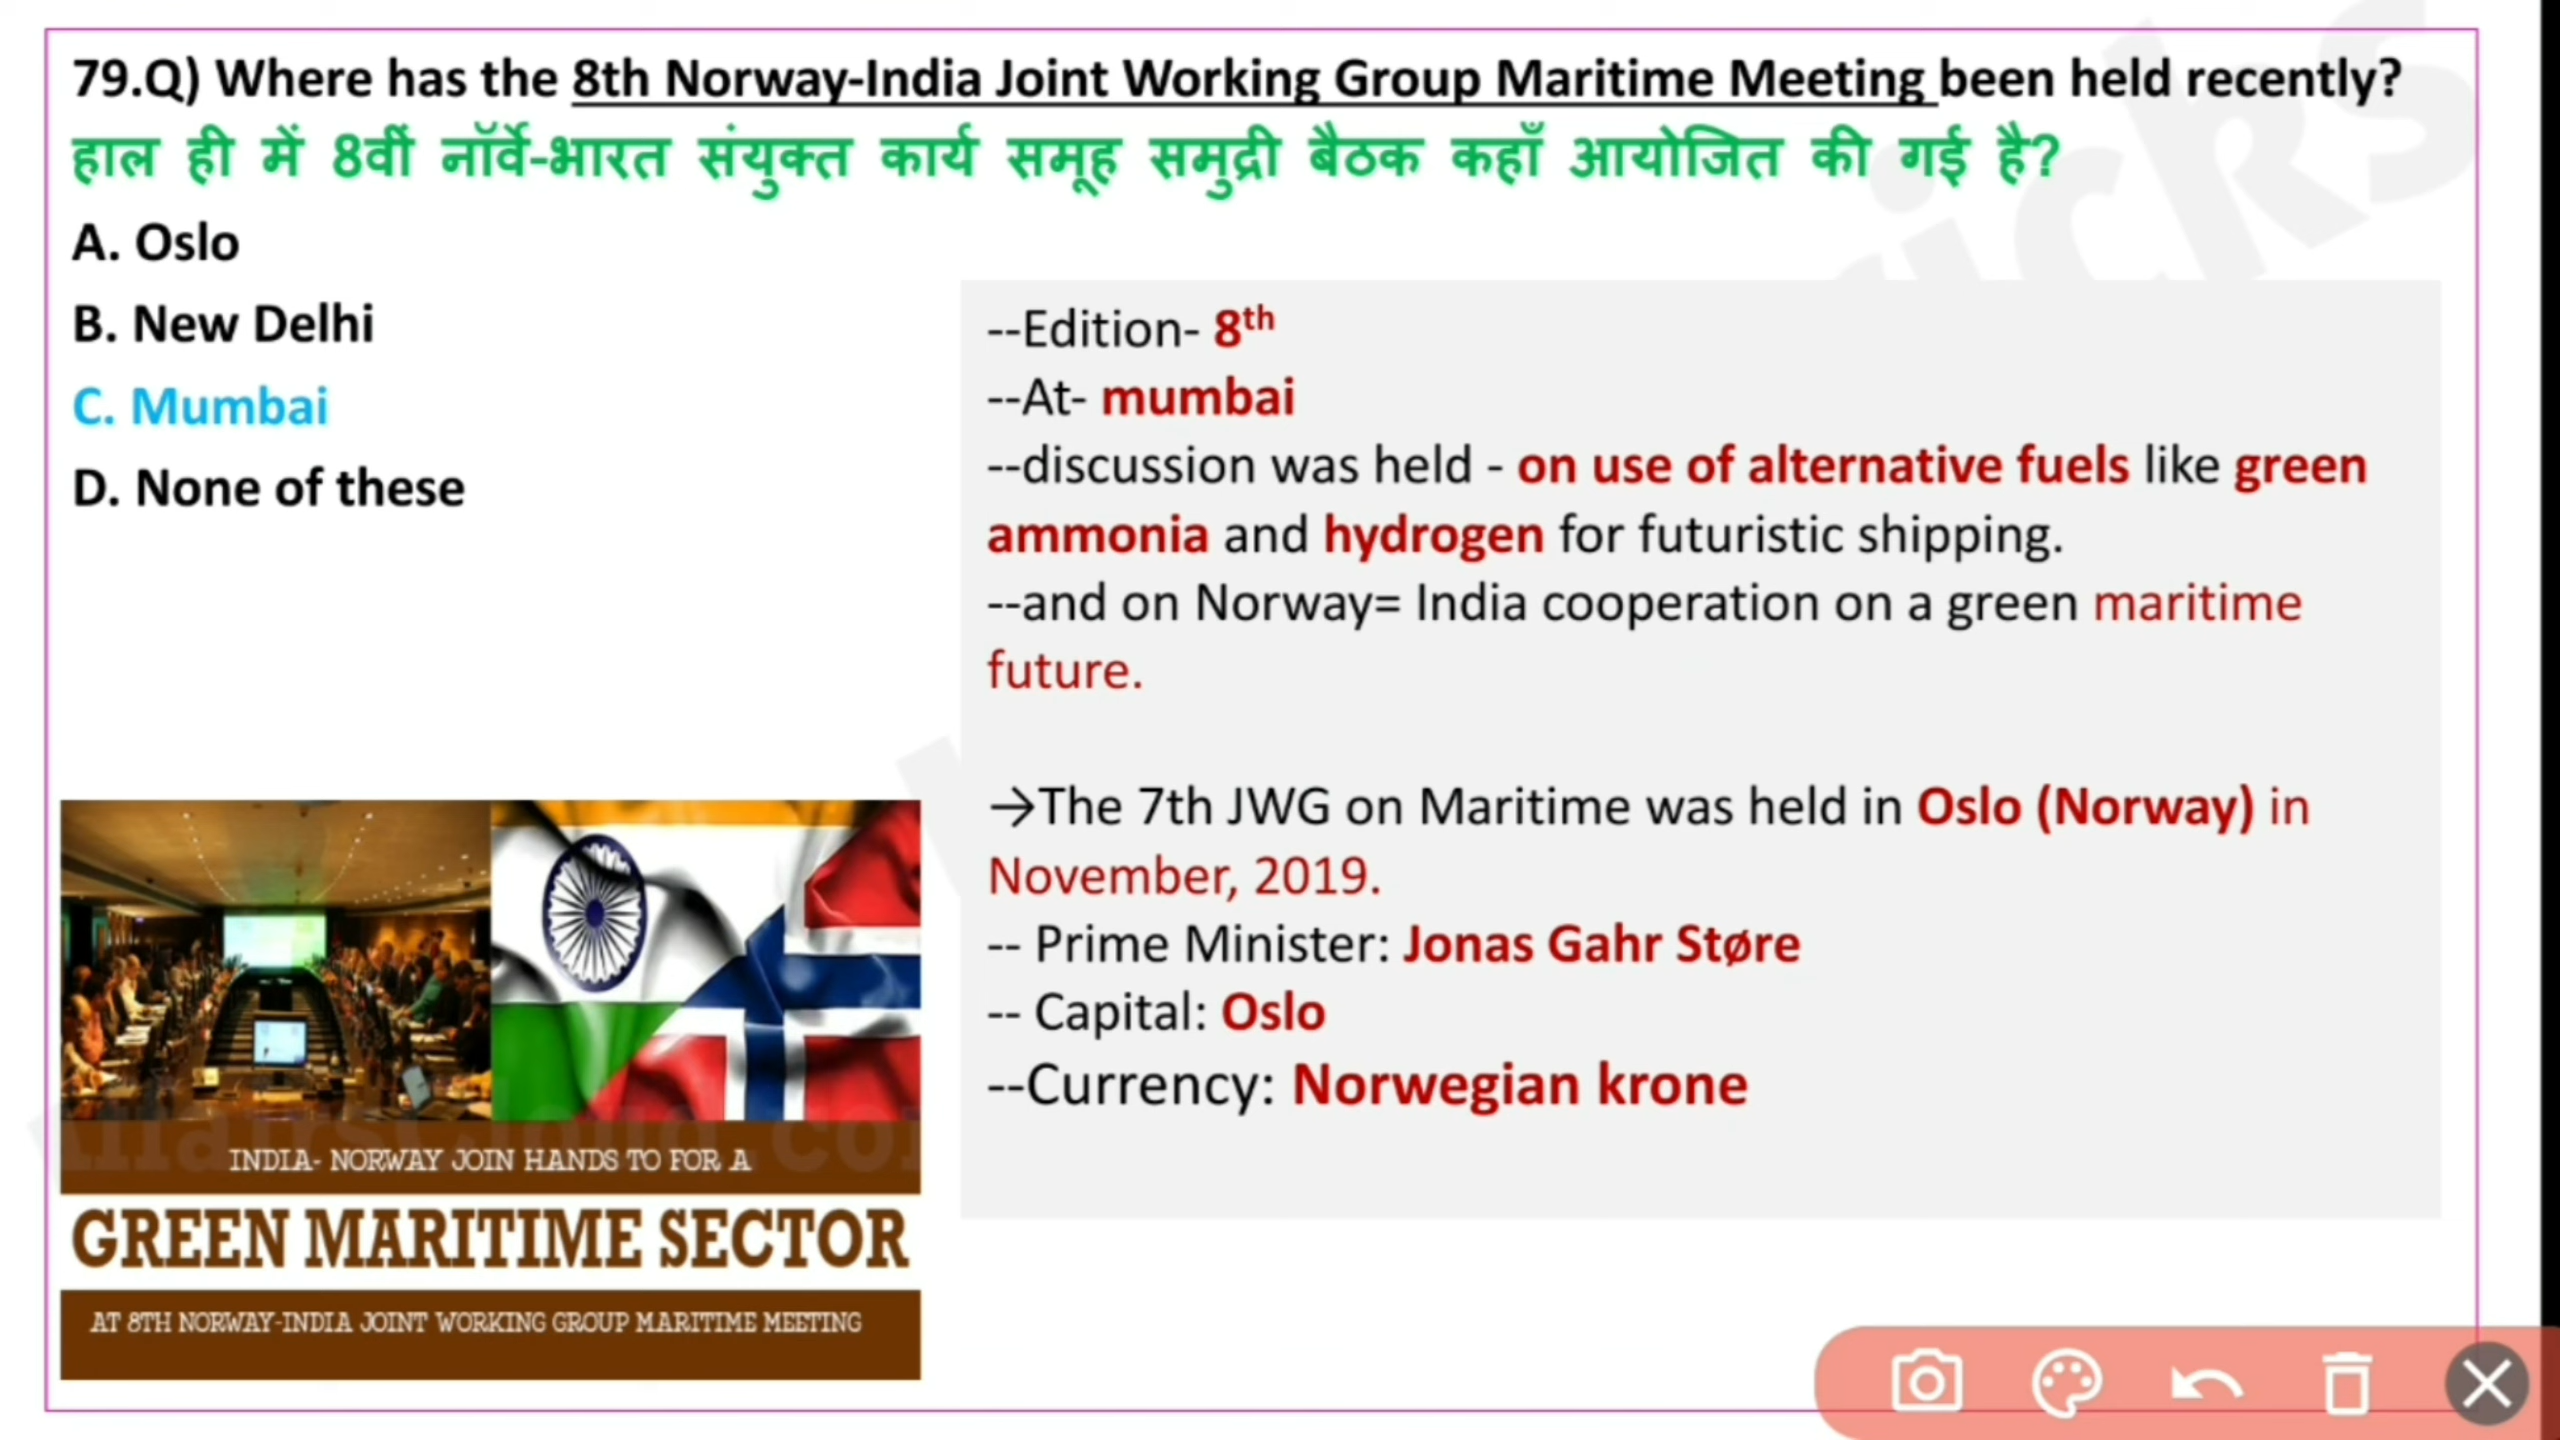 79.Q) Where has the 8th Norway-India Joint Working Group Maritime Meeting been held recently?
हाल ही में 8वीं नॉर्वे-भारत संयुक्त कार्य समूह समुद्री बैठक कहाँ आयोजित की गई है?
A. Oslo
B. New Delhi
C. Mumbai
D. None of these
--Edition- 8th
--At- mumbai
--discussion was held - on use of alternative fuels like green
ammonia and hydrogen for futuristic shipping.
--and on Norway= India cooperation on a green maritime
future.
→The 7th JWG on Maritime was held in Oslo (Norway) in
November, 2019.
-- Prime Minister: Jonas Gahr Støre
-- Capital: Oslo
--Currency: Norwegian krone
INDIA- NORWAY JOIN HANDS TO FOR A
GREEN MARITIME SECTOR
AT 8TH NORWAY-INDIA JOINT WORKING GROUP MARITIME MEETING